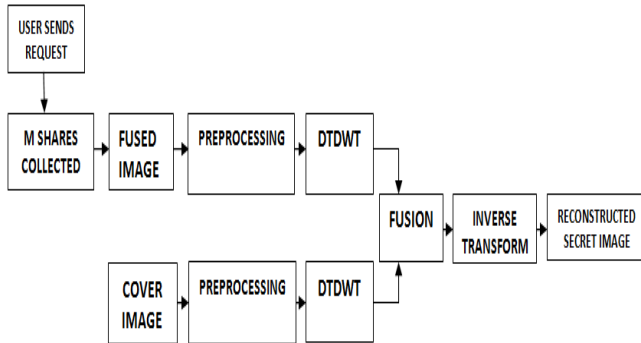 USER SENDS
REQUEST
M SHARES
COLLECTED
FUSED
IMAGE
PREPROCESSING
DTDWT
FUSION
INVERSE
TRANSFORM
RECONSTRUCTED
SECRET IMAGE
COVER
IMAGE
PREPROCESSING
DTDWT